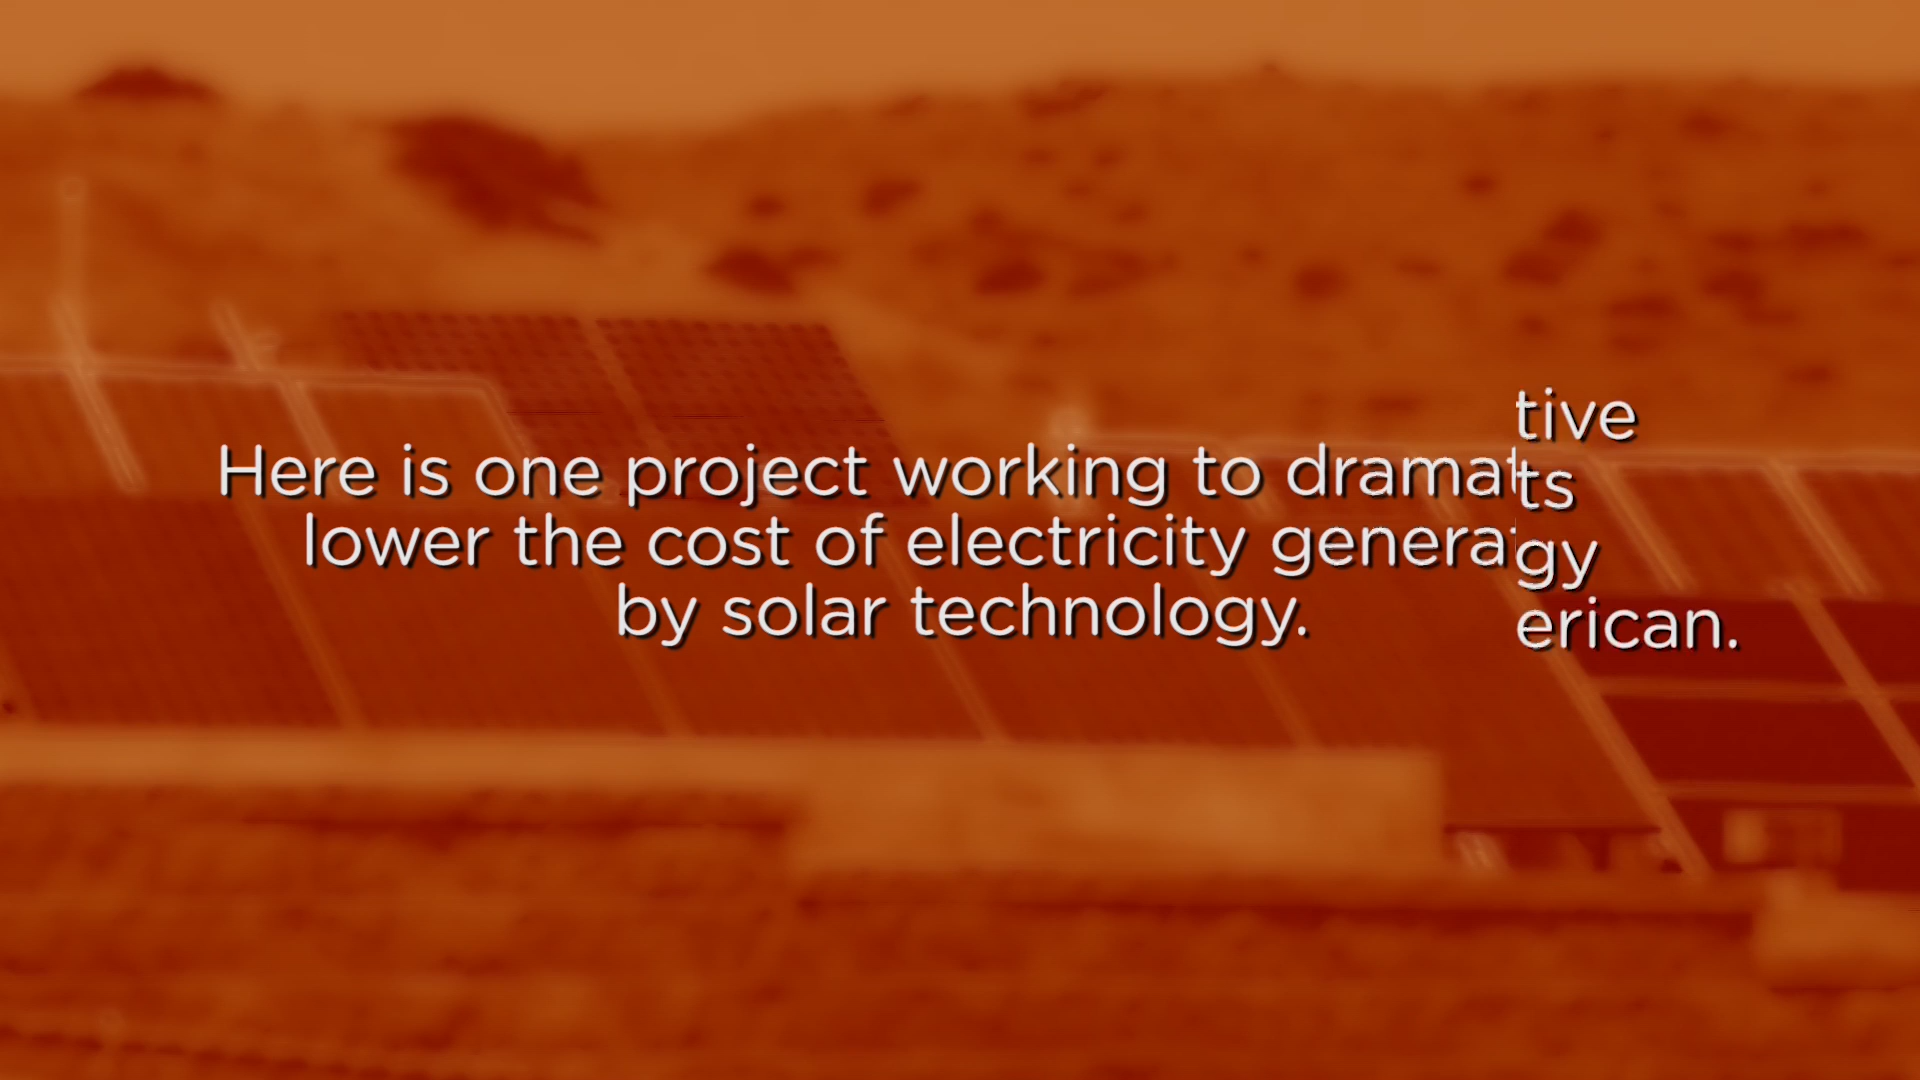 Here is one project working to dramat
lower the cost of electricity genera
by solar technology.
tive
ts
gy
erican.